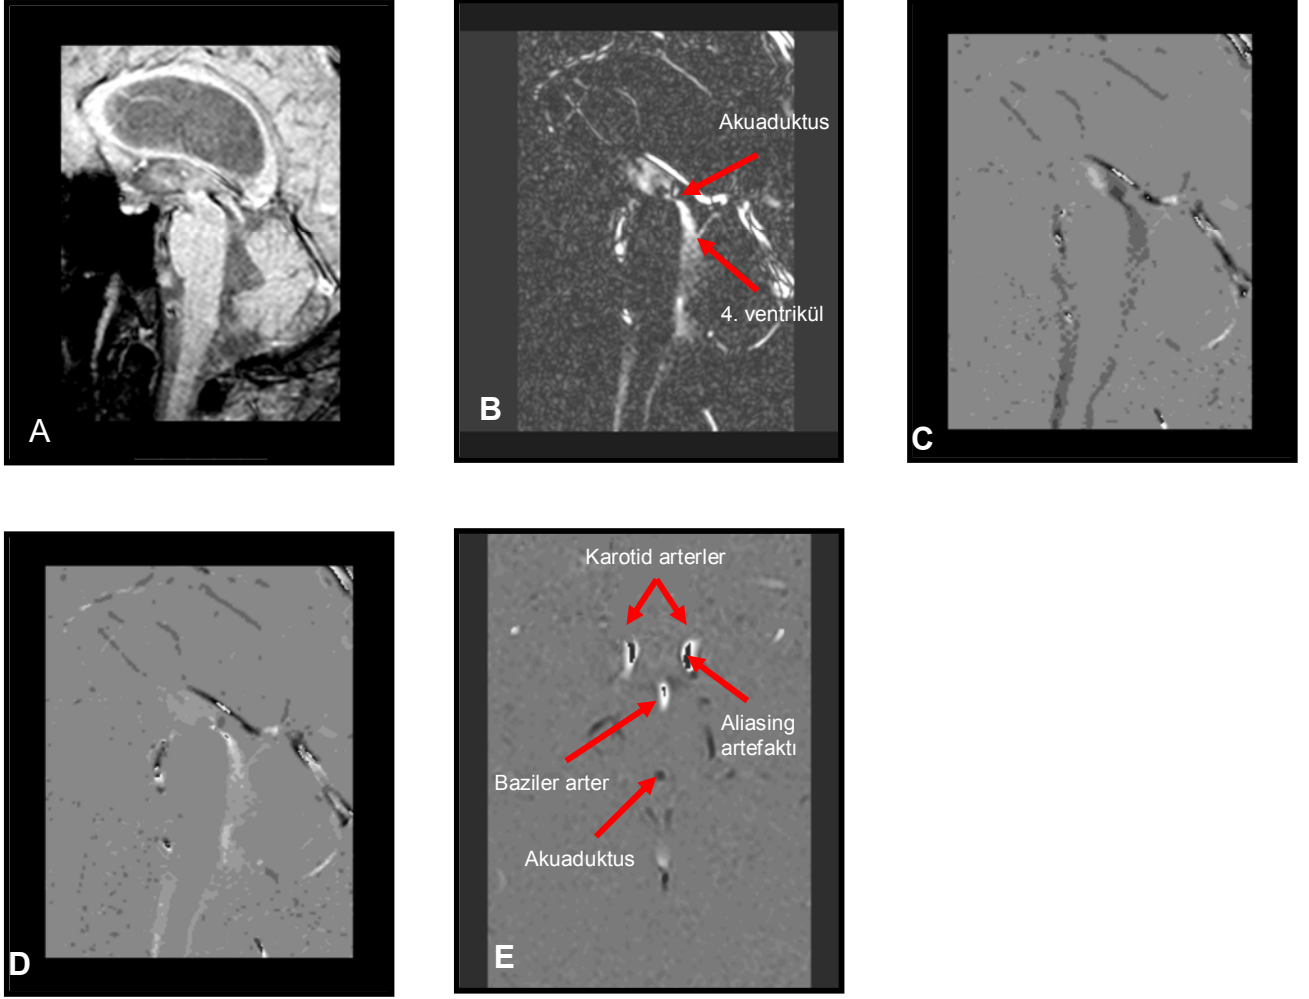 A
Akuaduktus
4. ventrikül
B
C
D
Karotid arterler
Aliasing
artefaktı
Baziler arter
Akuaduktus
E